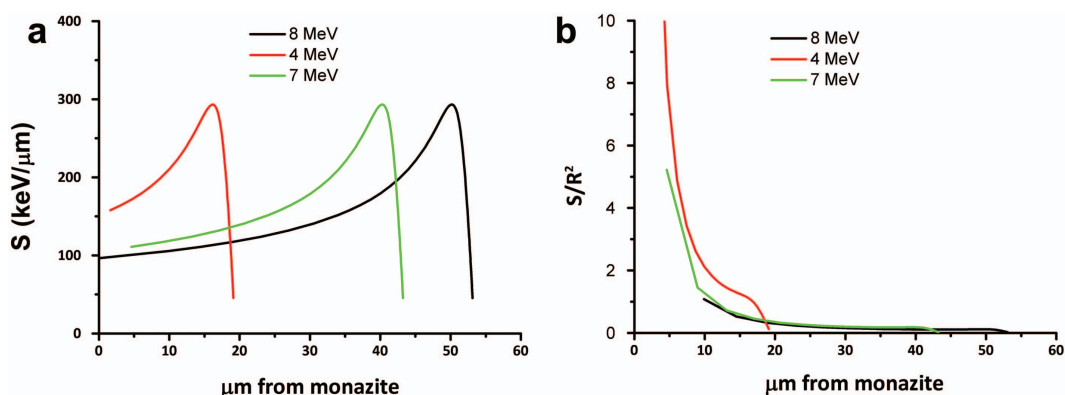 a
8 MeV
4 MeV
7 MeV
S (keV/μm)
400
300
200
100
0
0 10 20 30 40 50 60
μm from monazite
b
8 MeV
4 MeV
7 MeV
S/R²
10
8
6
4
2
0
0 10 20 30 40 50 60
μm from monazite